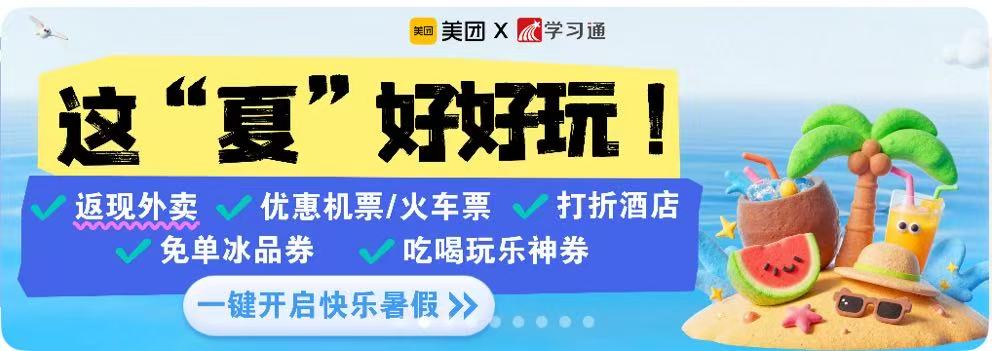 美团 美团 X 学习通
这“夏”好好玩！
返现外卖 优惠机票/火车票 打折酒店
免单冰品券 吃喝玩乐神券
一键开启快乐暑假 >>